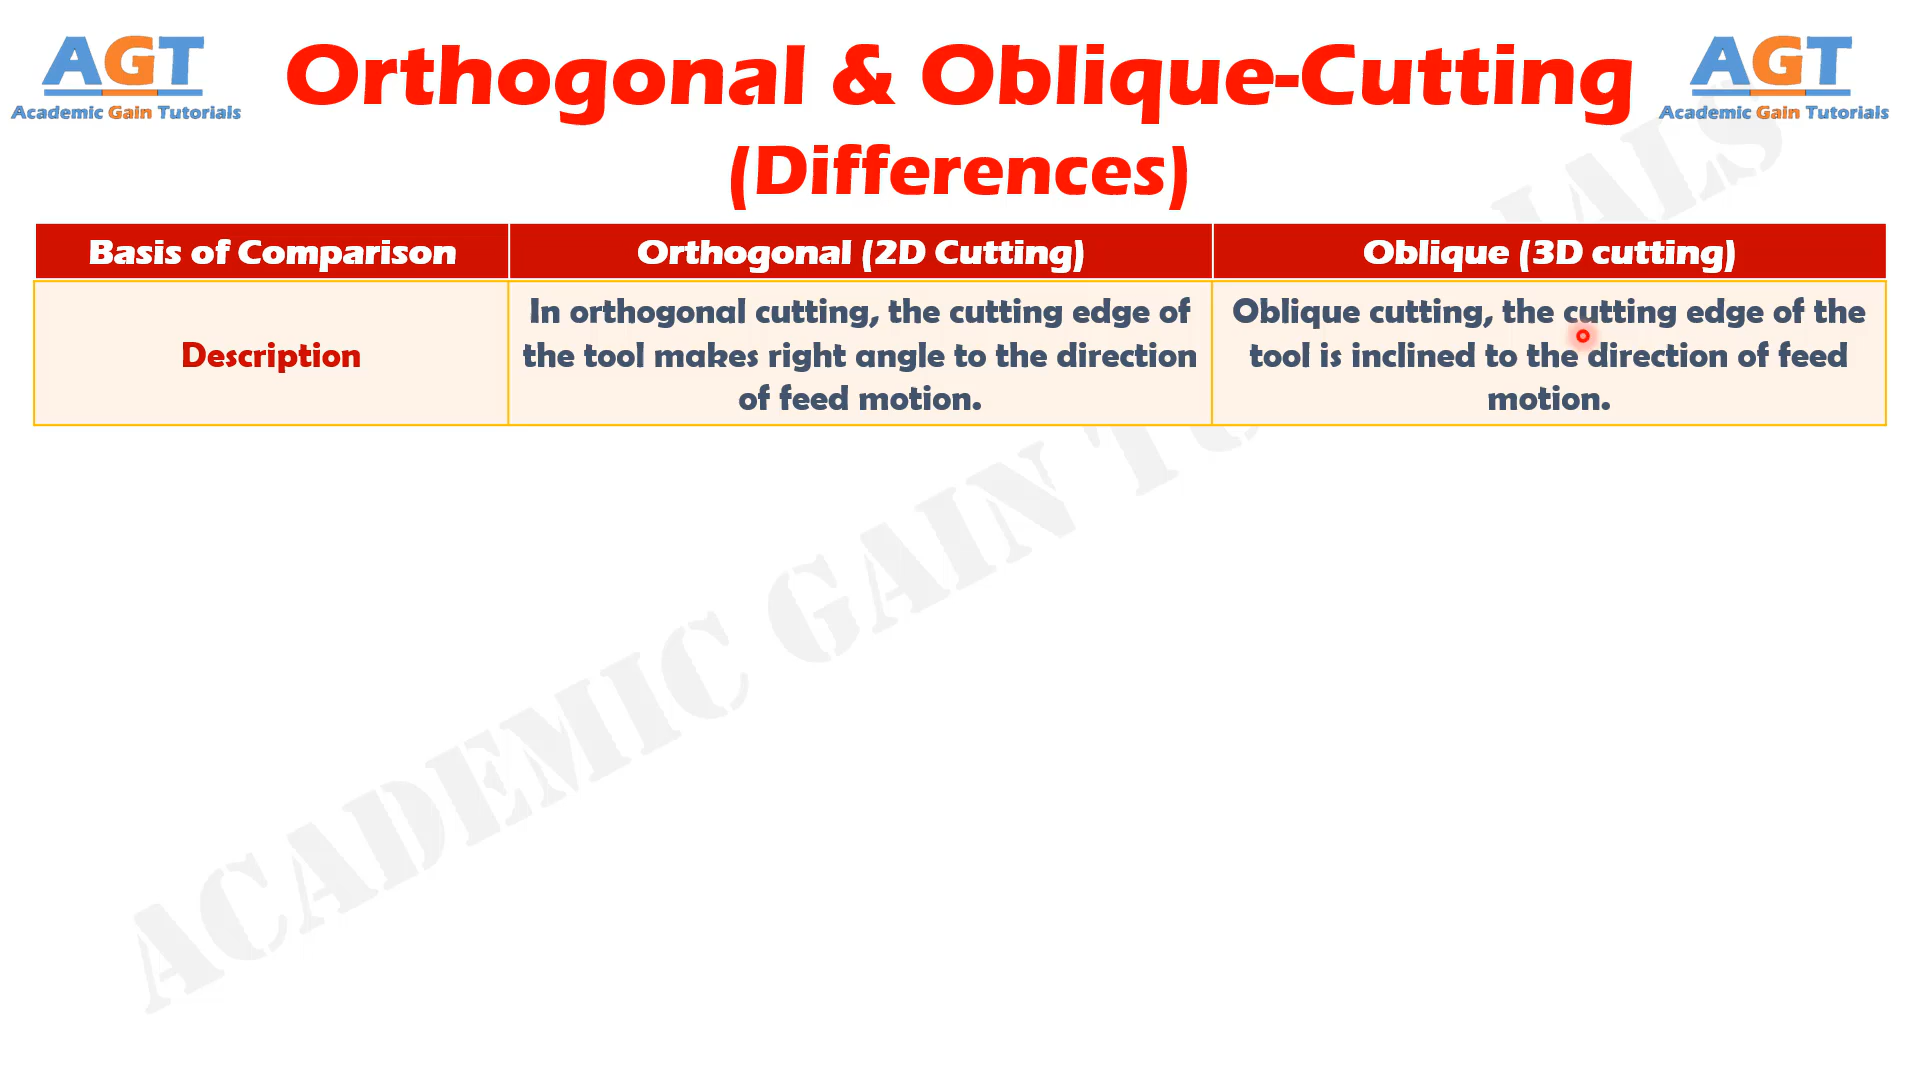 AGT
Academic Gain Tutorials
Orthogonal & Oblique-Cutting
(Differences)
AGT
Academic Gain Tutorials
Basis of Comparison
Orthogonal (2D Cutting)
Oblique (3D cutting)
Description
In orthogonal cutting, the cutting edge of
the tool makes right angle to the direction
of feed motion.
Oblique cutting, the cutting edge of the
tool is inclined to the direction of feed
motion.
ACADEMIC GAIN TUTORIALS